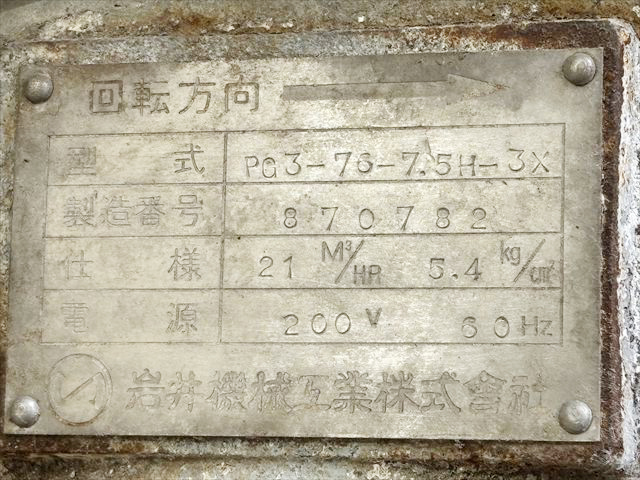 回転方向
型式 PG3-76-7.5H-3X
製造番号 870782
仕様 21 M³/HR 5.4 kg/cm²
電源 200V 60Hz
岩井機械工業株式會社